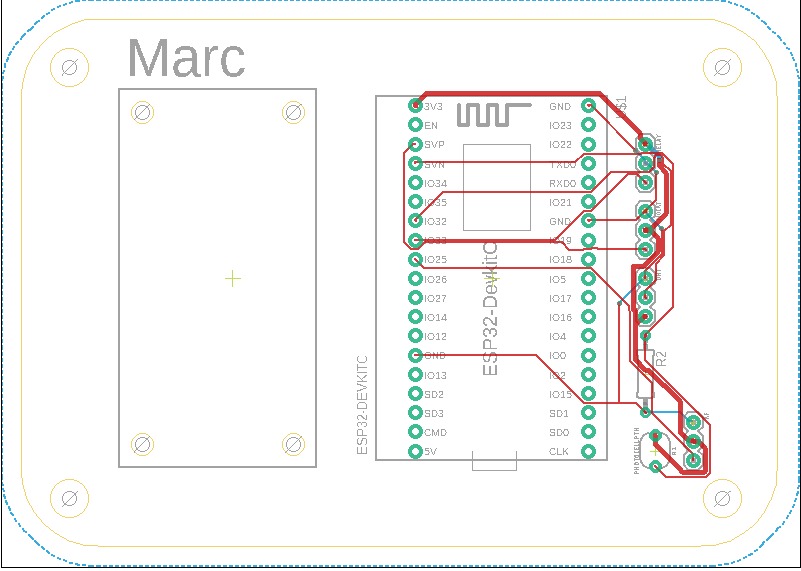 Marc
3V3
EN
SVP
SVN
IO34
IO35
IO32
IO33
IO25
IO26
IO27
IO14
IO12
GND
IO13
SD2
SD3
CMD
5V
GND
IO23
IO22
TXD0
RXD0
IO21
GND
IO19
IO18
IO5
IO17
IO16
IO4
IO0
IO2
IO15
SD1
SD0
CLK
ESP32-DevkitC
ESP32-DEVKITC
R2
R1
PHOTOCELLPTH